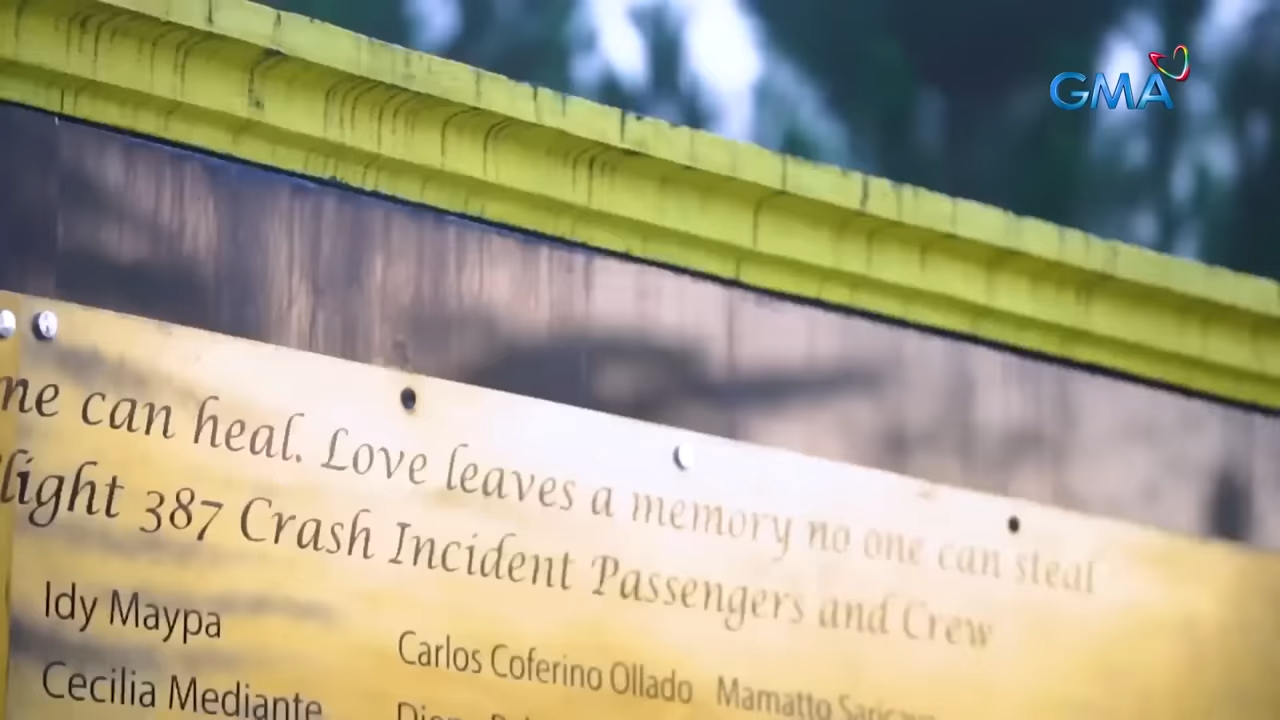 GMA
ne can heal. Love leaves a memory no one can steal
light 387 Crash Incident Passengers and Crew
Idy Maypa
Carlos Coferino Ollado Mamatto
Cecilia Mediante